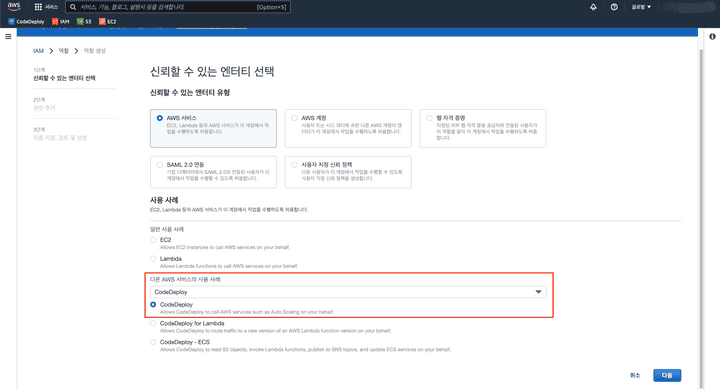 aws
서비스
서비스, 기능, 블로그, 설명서 등을 검색합니다.
[Option+S]
글로벌
CodeDeploy
IAM
S3
EC2
IAM
역할
역할 생성
1단계
신뢰할 수 있는 엔터티 선택
2단계
권한 추가
3단계
이름 지정, 검토 및 생성
신뢰할 수 있는 엔터티 선택
신뢰할 수 있는 엔터티 유형
AWS 서비스
EC2, Lambda 등의 AWS 서비스가 이 계정에서 작업을 수행하도록 허용합니다.
AWS 계정
사용자 또는 서드 파티에 속한 다른 AWS 계정의 엔터티가 이 계정에서 작업을 수행하도록 허용합니다.
웹 자격 증명
지정된 외부 웹 자격 증명 공급자와 연동된 사용자가 이 역할을 맡아 이 계정에서 작업을 수행하도록 허용합니다.
SAML 2.0 연동
기업 디렉터리에서 SAML 2.0과 연동된 사용자가 이 계정에서 작업을 수행할 수 있도록 허용합니다.
사용자 지정 신뢰 정책
다른 사용자가 이 계정에서 작업을 수행할 수 있도록 사용자 지정 신뢰 정책을 생성합니다.
사용 사례
EC2, Lambda 등의 AWS 서비스가 이 계정에서 작업을 수행하도록 허용합니다.
일반 사용 사례
EC2
Allows EC2 instances to call AWS services on your behalf.
Lambda
Allows Lambda functions to call AWS services on your behalf.
다른 AWS 서비스의 사용 사례:
CodeDeploy
CodeDeploy
Allows CodeDeploy to call AWS services such as Auto Scaling on your behalf.
CodeDeploy for Lambda
Allows CodeDeploy to route traffic to a new version of an AWS Lambda function version on your behalf.
CodeDeploy - ECS
Allows CodeDeploy to read S3 objects, invoke Lambda functions, publish to SNS topics, and update ECS services on your behalf.
취소
다음